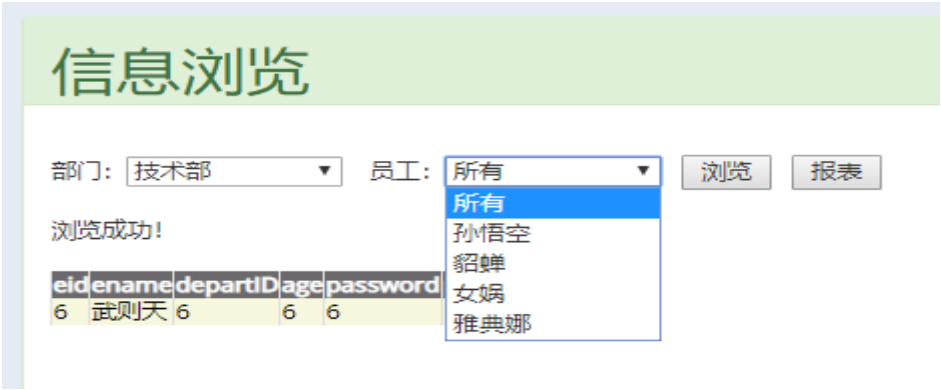 信息浏览
部门: 技术部 员工: 所有 浏览 报表
所有
孙悟空
貂蝉
女娲
雅典娜
浏览成功!
eid ename departID age password
6 武则天 6 6 6